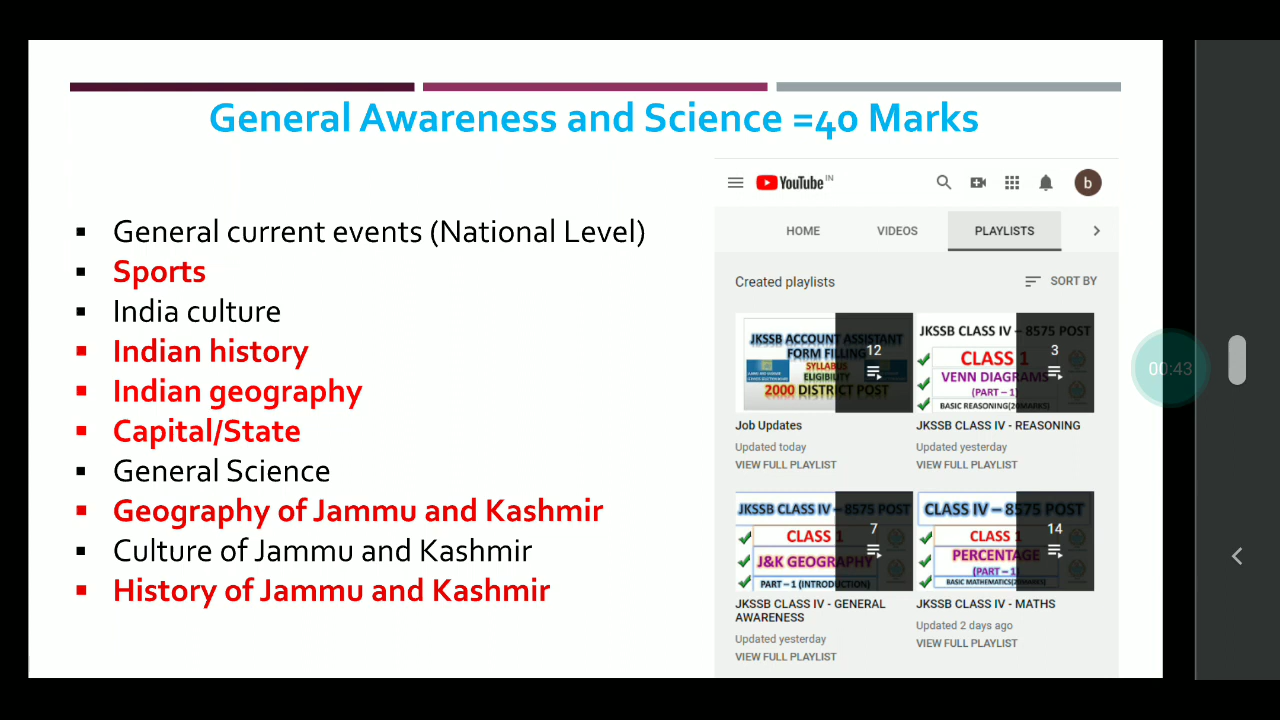 General Awareness and Science =40 Marks
General current events (National Level)
Sports
India culture
Indian history
Indian geography
Capital/State
General Science
Geography of Jammu and Kashmir
Culture of Jammu and Kashmir
History of Jammu and Kashmir
YouTube IN
b
HOME VIDEOS PLAYLISTS
Created playlists SORT BY
JKSSB ACCOUNT ASSISTANT
FORM FILLING
SYLLABUS
ELIGIBILITY
2000 DISTRICT POST
12
Job Updates
Updated today
VIEW FULL PLAYLIST
JKSSB CLASS IV – 8575 POST
CLASS 1
VENN DIAGRAMS
(PART – 1)
BASIC REASONING(20MARKS)
3
JKSSB CLASS IV - REASONING
Updated yesterday
VIEW FULL PLAYLIST
JKSSB CLASS IV – 8575 POST
CLASS 1
J&K GEOGRAPHY
PART – 1 (INTRODUCTION)
7
JKSSB CLASS IV - GENERAL
AWARENESS
Updated yesterday
VIEW FULL PLAYLIST
CLASS IV – 8575 POST
CLASS 1
PERCENTAGE
(PART – 1)
BASIC MATHEMATICS(20MARKS)
14
JKSSB CLASS IV - MATHS
Updated 2 days ago
VIEW FULL PLAYLIST
00:43